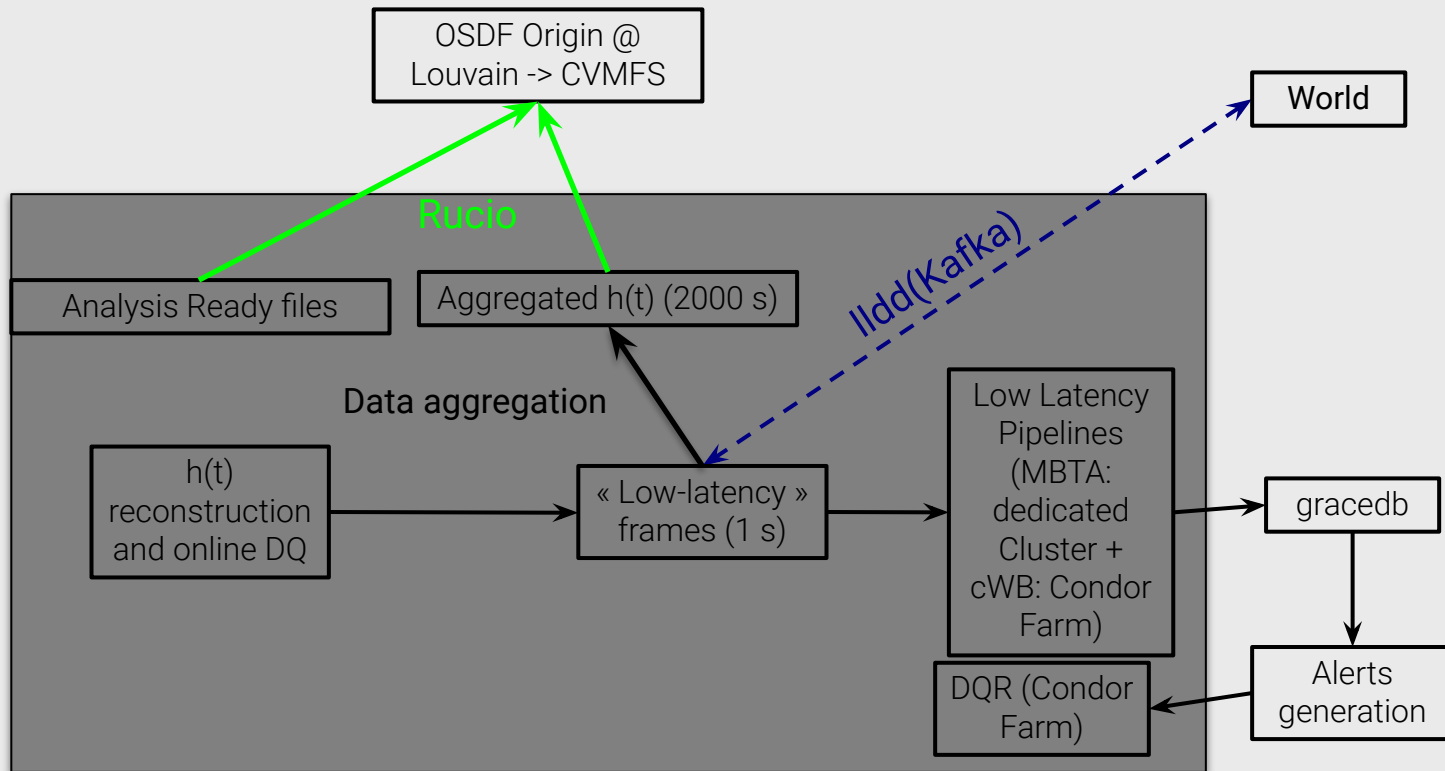 OSDF Origin @
Louvain -> CVMFS
World
Rucio
lldd(Kafka)
Analysis Ready files
Aggregated h(t) (2000 s)
Data aggregation
h(t)
reconstruction
and online DQ
« Low-latency »
frames (1 s)
Low Latency
Pipelines
(MBTA:
dedicated
Cluster +
cWB: Condor
Farm)
gracedb
DQR (Condor
Farm)
Alerts
generation